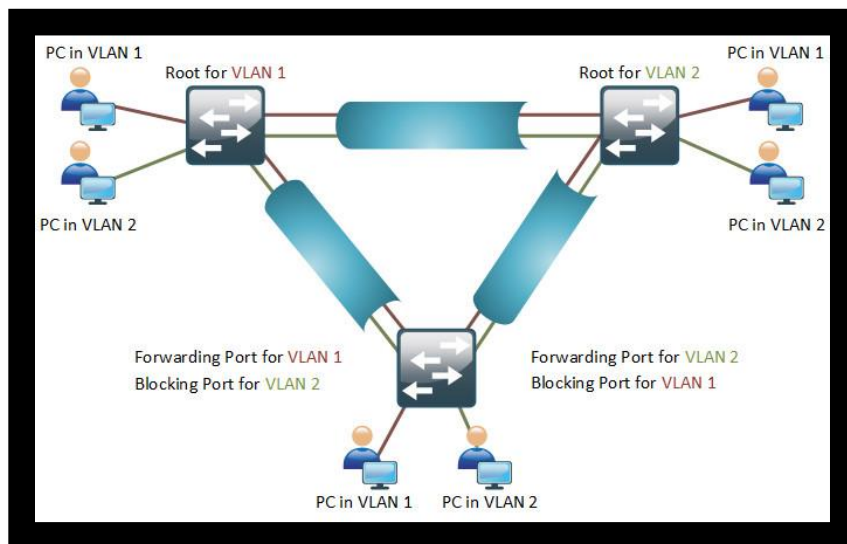 PC in VLAN 1
Root for VLAN 1
Root for VLAN 2
PC in VLAN 1
PC in VLAN 2
PC in VLAN 2
Forwarding Port for VLAN 1
Blocking Port for VLAN 2
Forwarding Port for VLAN 2
Blocking Port for VLAN 1
PC in VLAN 1
PC in VLAN 2